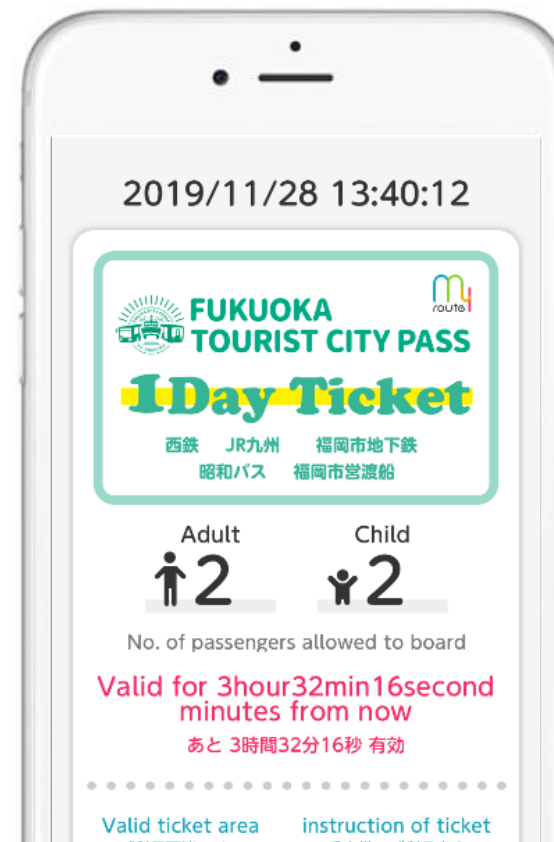 2019/11/28 13:40:12
my route
FUKUOKA
TOURIST CITY PASS
1Day Ticket
西鉄 JR九州 福岡市地下鉄
昭和バス 福岡市営渡船
Adult Child
2 2
No. of passengers allowed to board
Valid for 3hour32min16second
minutes from now
あと 3時間32分16秒 有効
Valid ticket area instruction of ticket